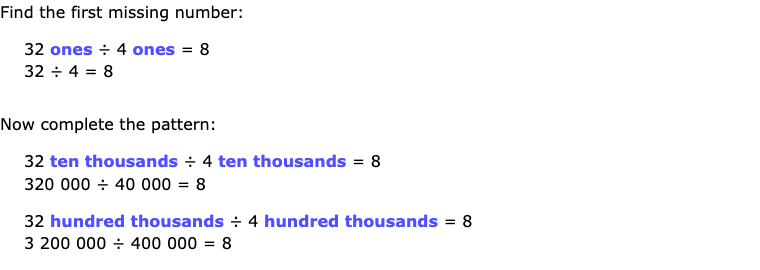 Find the first missing number:
32 ones ÷ 4 ones = 8
32 ÷ 4 = 8
Now complete the pattern:
32 ten thousands ÷ 4 ten thousands = 8
320 000 ÷ 40 000 = 8
32 hundred thousands ÷ 4 hundred thousands = 8
3 200 000 ÷ 400 000 = 8